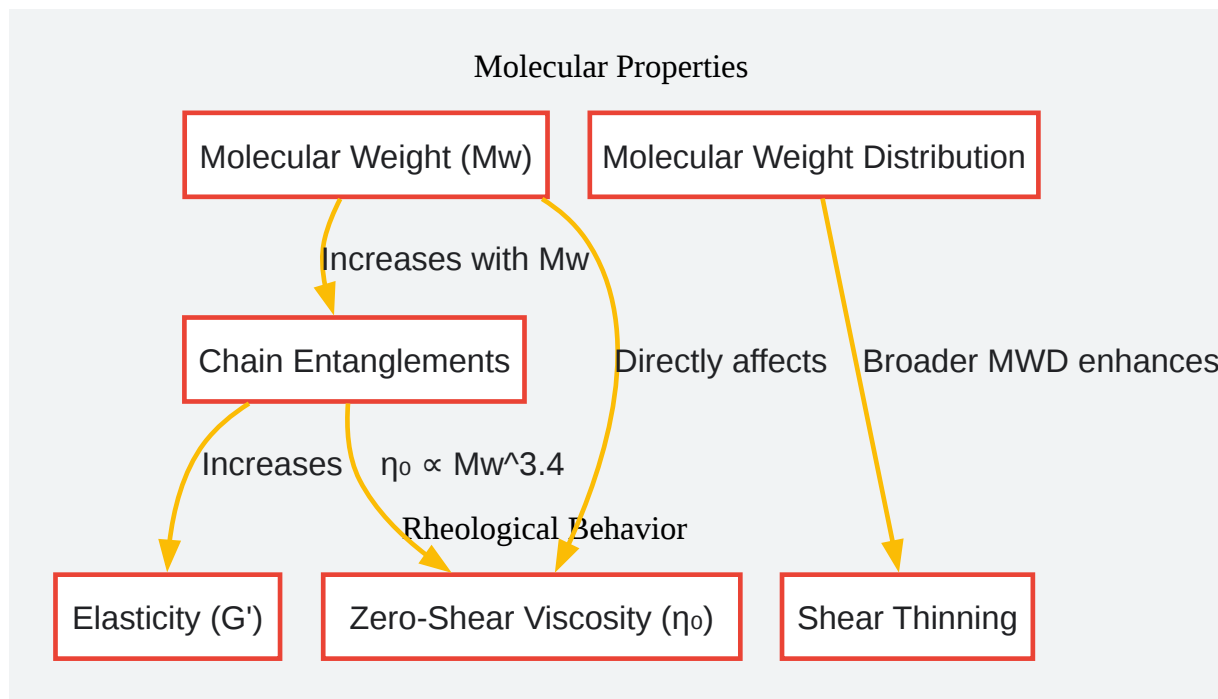 Molecular Properties
Molecular Weight (Mw)
Molecular Weight Distribution
Increases with Mw
Chain Entanglements
Directly affects
Broader MWD enhances
Increases
η₀ ∝ Mw^3.4
Rheological Behavior
Elasticity (G')
Zero-Shear Viscosity (η₀)
Shear Thinning